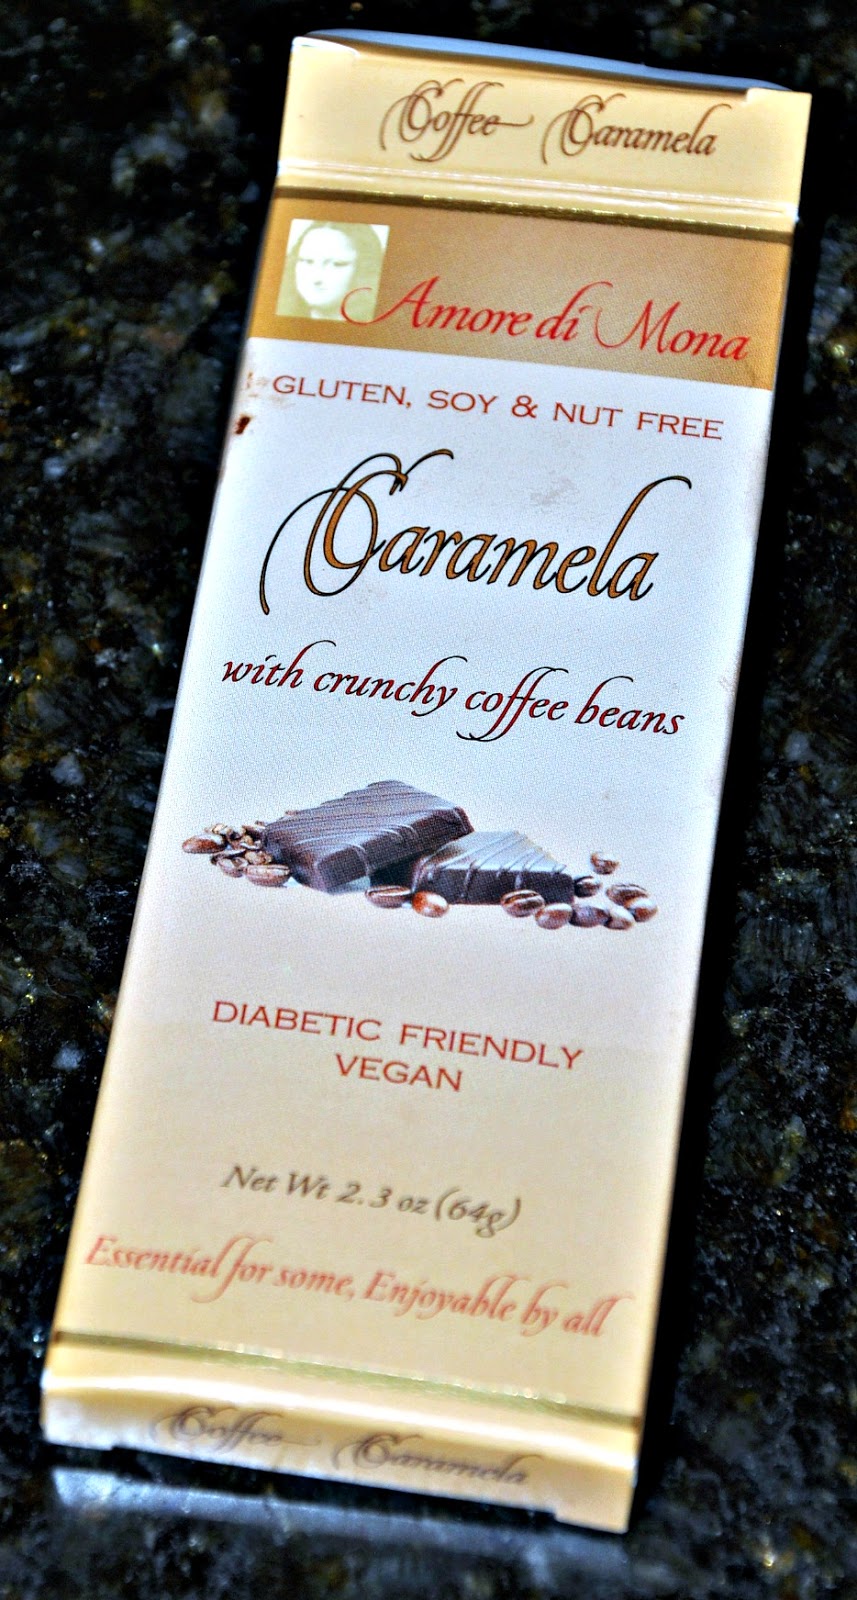 Coffee Caramela
Amore di Mona
GLUTEN, SOY & NUT FREE
Caramela
with crunchy coffee beans
DIABETIC FRIENDLY
VEGAN
Net Wt 2.3 oz (64g)
Essential for some, Enjoyable by all
Coffee Caramela